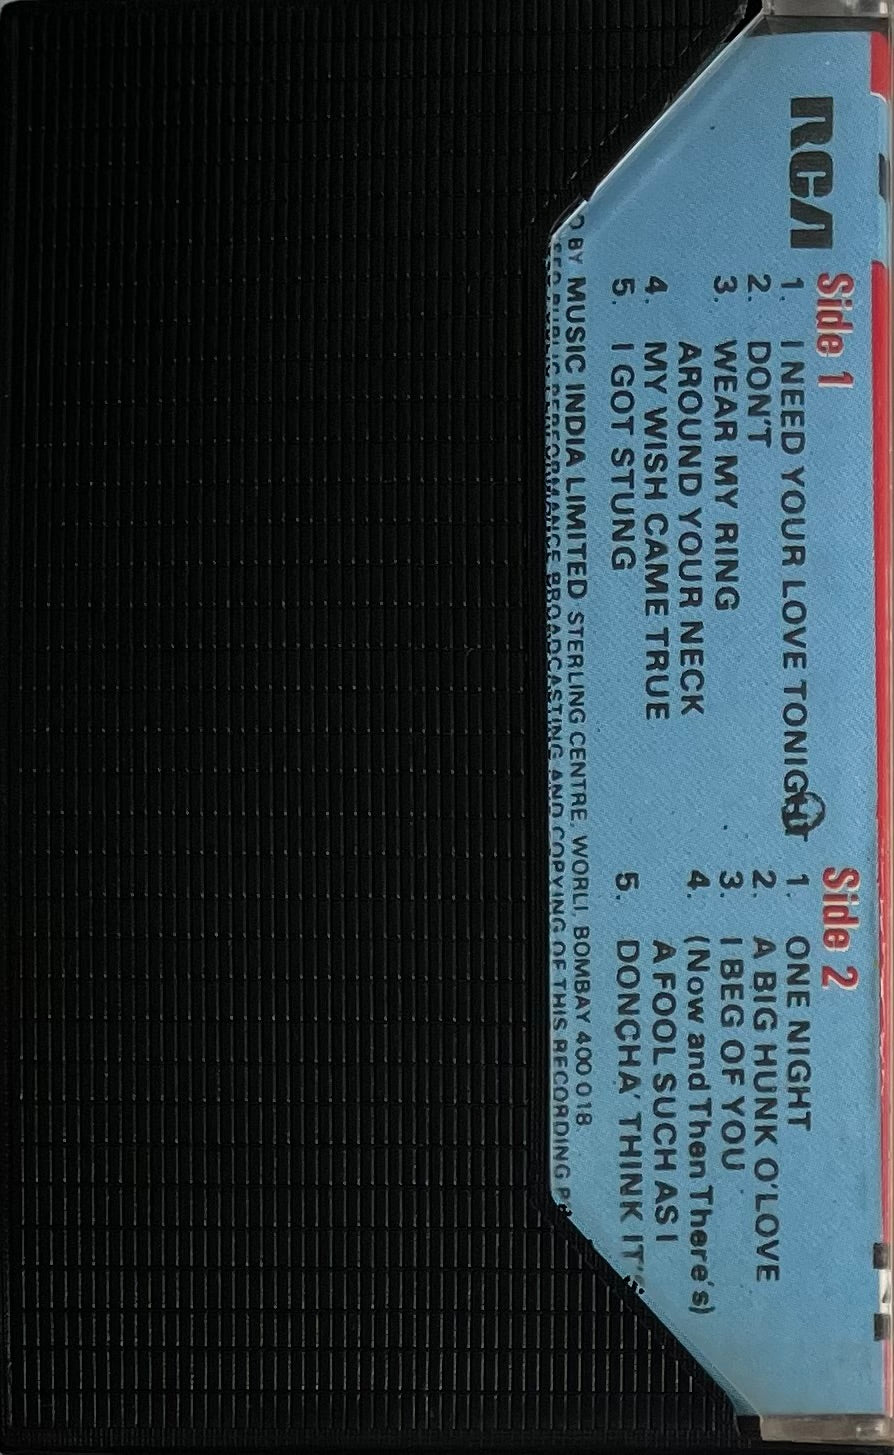 RCA
Side 1
1. I NEED YOUR LOVE TONIGHT
2. DON'T
3. WEAR MY RING
AROUND YOUR NECK
4. MY WISH CAME TRUE
5. I GOT STUNG
Side 2
1. ONE NIGHT
2. A BIG HUNK O'LOVE
3. I BEG OF YOU
4. (Now and Then There's)
A FOOL SUCH AS I
5. DONCHA' THINK IT'S
BY MUSIC INDIA LIMITED STERLING CENTRE, WORLI, BOMBAY 400 018
PUBLIC PERFORMANCE BROADCASTING AND COPYING OF THIS RECORDING